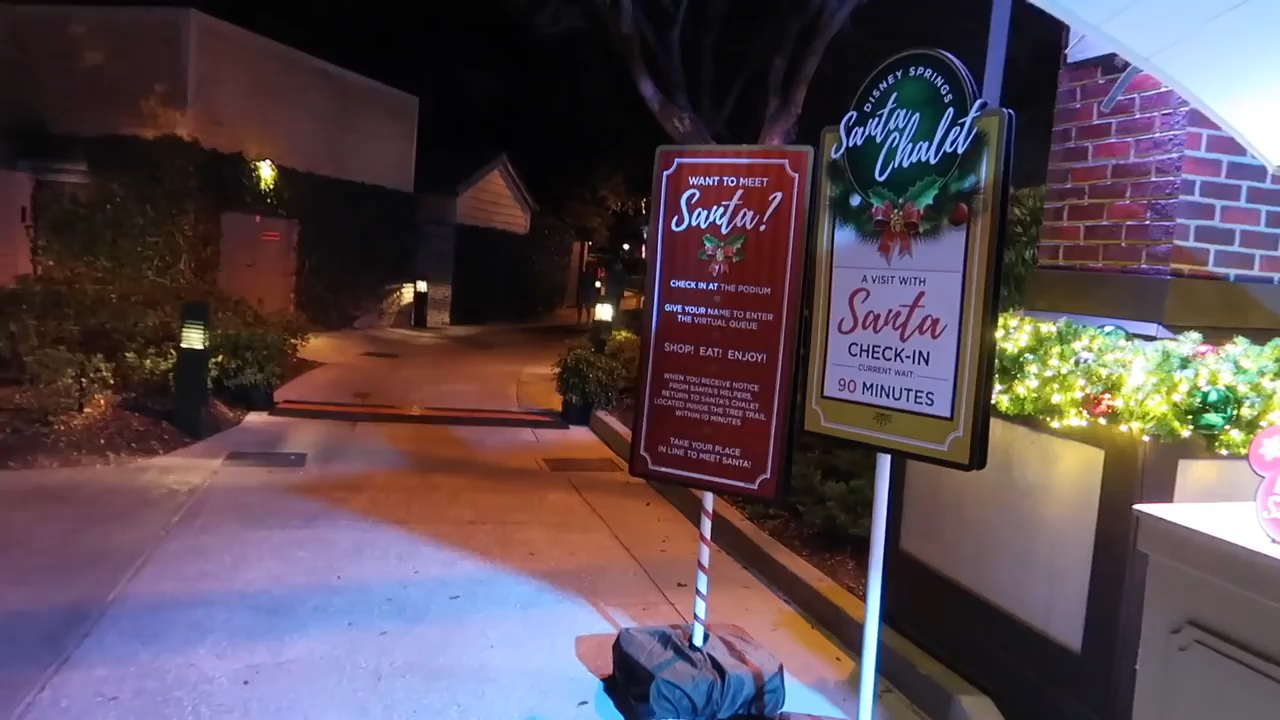 WANT TO MEET
Santa?
CHECK IN AT THE PODIUM
GIVE YOUR NAME TO ENTER
THE VIRTUAL QUEUE
SHOP! EAT! ENJOY!
WHEN YOU RECEIVE NOTICE
FROM SANTA'S HELPERS,
RETURN TO SANTA'S CHALET
LOCATED INSIDE THE TREE TRAIL
WITHIN 10 MINUTES
TAKE YOUR PLACE
IN LINE TO MEET SANTA!
DISNEY SPRINGS
Santa
Chalet
A VISIT WITH
Santa
CHECK-IN
CURRENT WAIT:
90 MINUTES